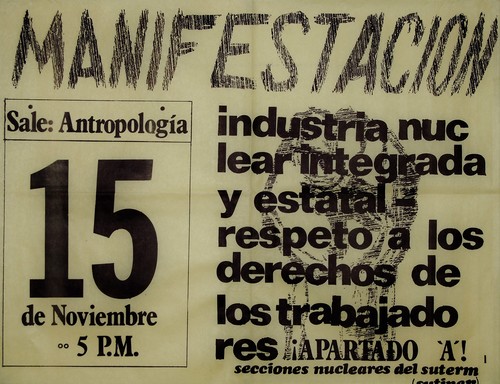 MANIFESTACION
Sale: Antropología
15
de Noviembre
°° 5 P.M.
industria nuc
lear integrada
y estatal -
respeto a los
derechos de
los trabajado
res ¡APARTADO `A´!
secciones nucleares del suterm
(sutinen)